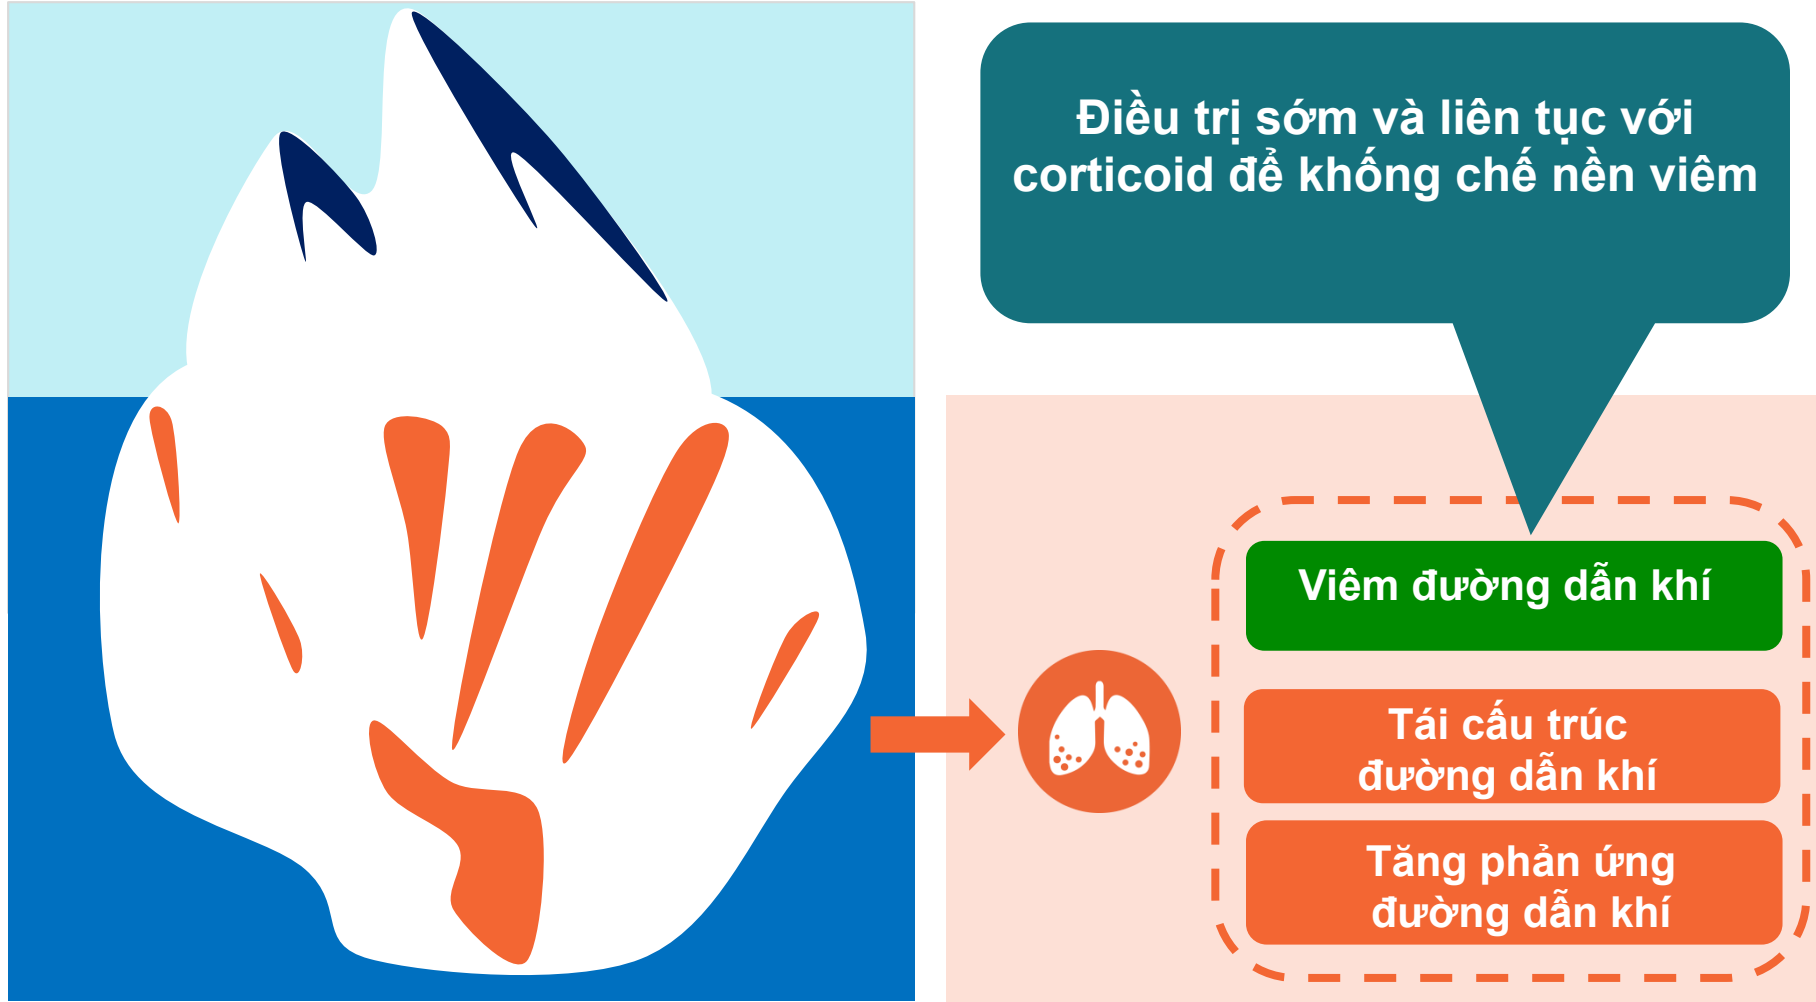 Điều trị sớm và liên tục với
corticoid để khống chế nền viêm
Viêm đường dẫn khí
Tái cấu trúc
đường dẫn khí
Tăng phản ứng
đường dẫn khí